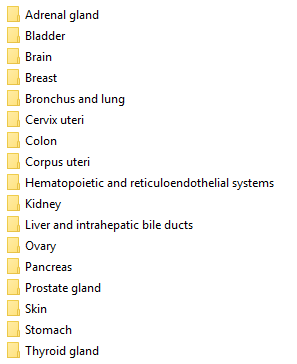 Adrenal gland
Bladder
Brain
Breast
Bronchus and lung
Cervix uteri
Colon
Corpus uteri
Hematopoietic and reticuloendothelial systems
Kidney
Liver and intrahepatic bile ducts
Ovary
Pancreas
Prostate gland
Skin
Stomach
Thyroid gland